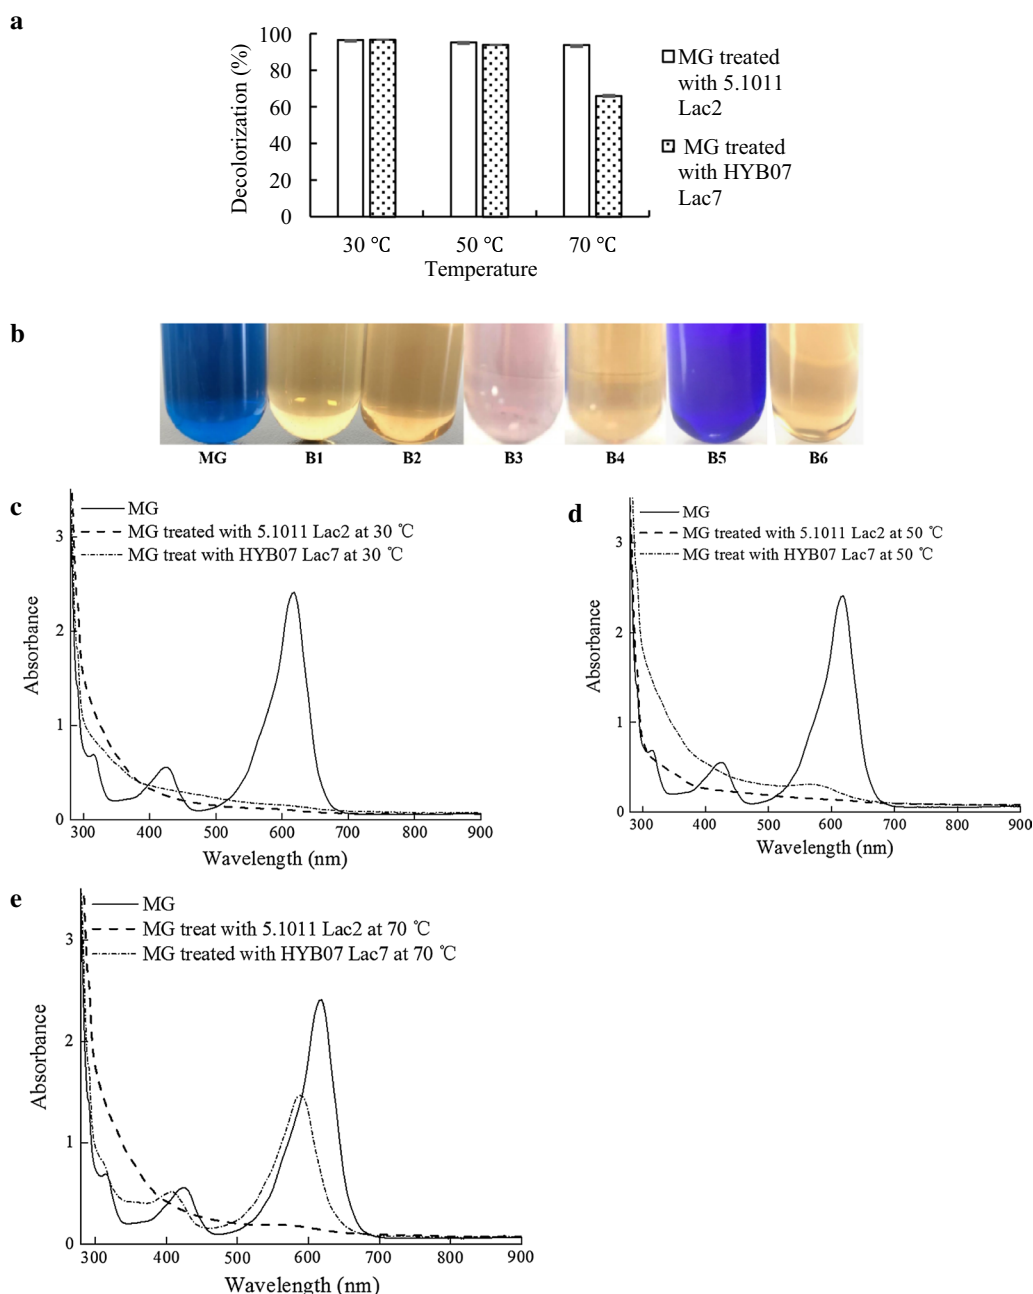 a
100
80
60
40
20
0
Decolorization (%)
30 ℃
50 ℃
70 ℃
Temperature
MG treated
with 5.1011
Lac2
MG treated
with HYB07
Lac7
b
MG
B1
B2
B3
B4
B5
B6
c
MG
MG treated with 5.1011 Lac2 at 30 ℃
MG treat with HYB07 Lac7 at 30 ℃
3
2
1
0
Absorbance
300
400
500
600
700
800
900
Wavelength (nm)
d
MG
MG treated with 5.1011 Lac2 at 50 ℃
MG treat with HYB07 Lac7 at 50 ℃
3
2
1
0
Absorbance
300
400
500
600
700
800
900
Wavelength (nm)
e
MG
MG treat with 5.1011 Lac2 at 70 ℃
MG treated with HYB07 Lac7 at 70 ℃
3
2
1
0
Absorbance
300
400
500
600
700
800
900
Wavelength (nm)